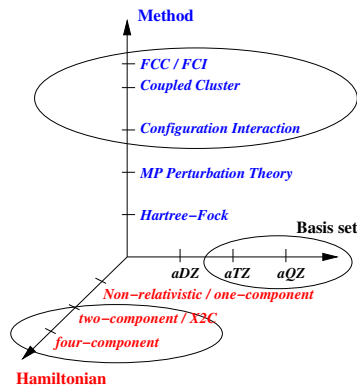 Method
FCC / FCI
Coupled Cluster
Configuration Interaction
MP Perturbation Theory
Hartree-Fock
Basis set
aDZ aTZ aQZ
Non-relativistic / one-component
two-component / X2C
four-component
Hamiltonian